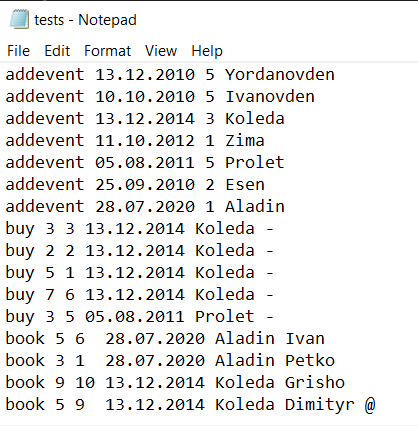 tests - Notepad
File Edit Format View Help
addevent 13.12.2010 5 Yordanovden
addevent 10.10.2010 5 Ivanovden
addevent 13.12.2014 3 Koleda
addevent 11.10.2012 1 Zima
addevent 05.08.2011 5 Prolet
addevent 25.09.2010 2 Esen
addevent 28.07.2020 1 Aladin
buy 3 3 13.12.2014 Koleda -
buy 2 2 13.12.2014 Koleda -
buy 5 1 13.12.2014 Koleda -
buy 7 6 13.12.2014 Koleda -
buy 3 5 05.08.2011 Prolet -
book 5 6  28.07.2020 Aladin Ivan
book 3 1  28.07.2020 Aladin Petko
book 9 10 13.12.2014 Koleda Grisho
book 5 9  13.12.2014 Koleda Dimityr @